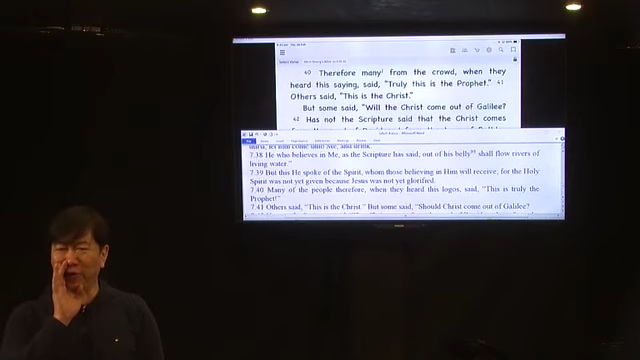 40 Therefore many¹ from the crowd, when they
heard this saying, said, “Truly this is the Prophet.” 41
Others said, “This is the Christ.”
But some said, “Will the Christ come out of Galilee?
42 Has not the Scripture said that the Christ comes
7.38 He who believes in Me, as the Scripture has said, out of his belly shall flow rivers of
living water.”
7.39 But this He spoke of the Spirit, whom those believing in Him will receive; for the Holy
Spirit was not yet given because Jesus was not yet glorified.
7.40 Many of the people therefore, when they heard this logos, said, “This is truly the
Prophet!”
7.41 Others said, “This is the Christ.” But some said, “Should Christ come out of Galilee?